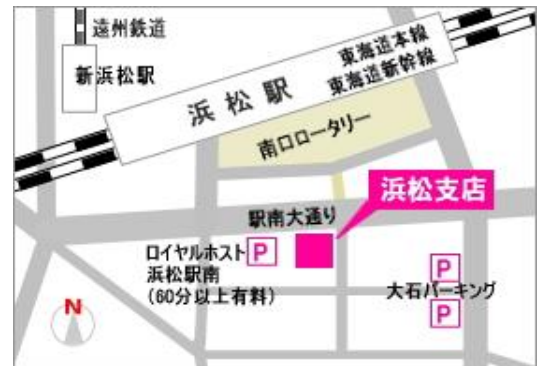 遠州鉄道
新浜松駅
浜松駅
東海道本線
東海道新幹線
南口ロータリー
浜松支店
駅南大通り
ロイヤルホスト P
浜松駅南
(60分以上有料)
P
大石パーキング
P
N